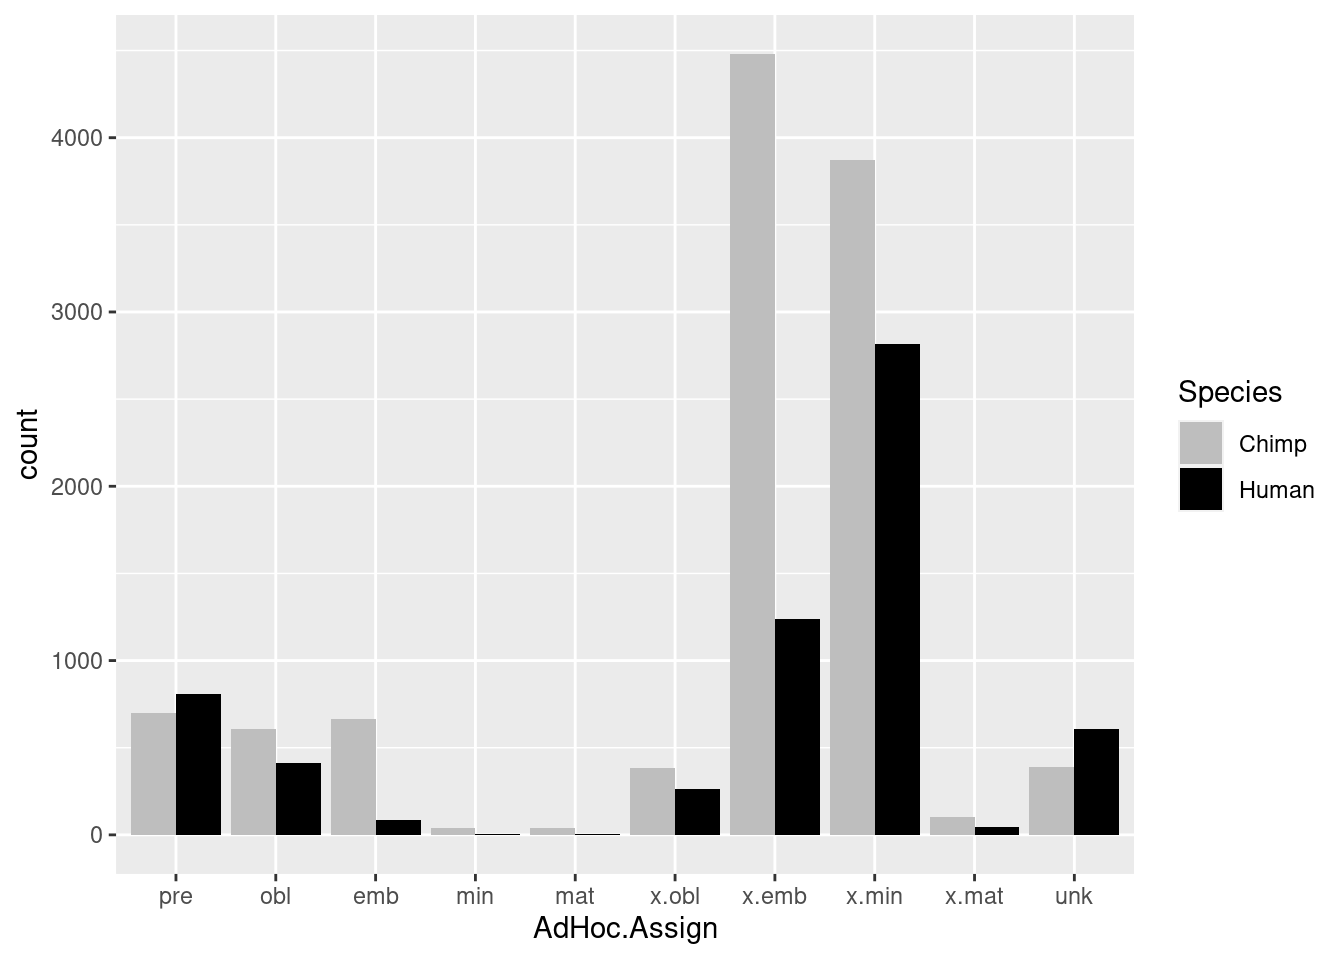 count
4000
3000
2000
1000
0
pre obl emb min mat x.obl x.emb x.min x.mat unk
AdHoc.Assign
Species
Chimp
Human